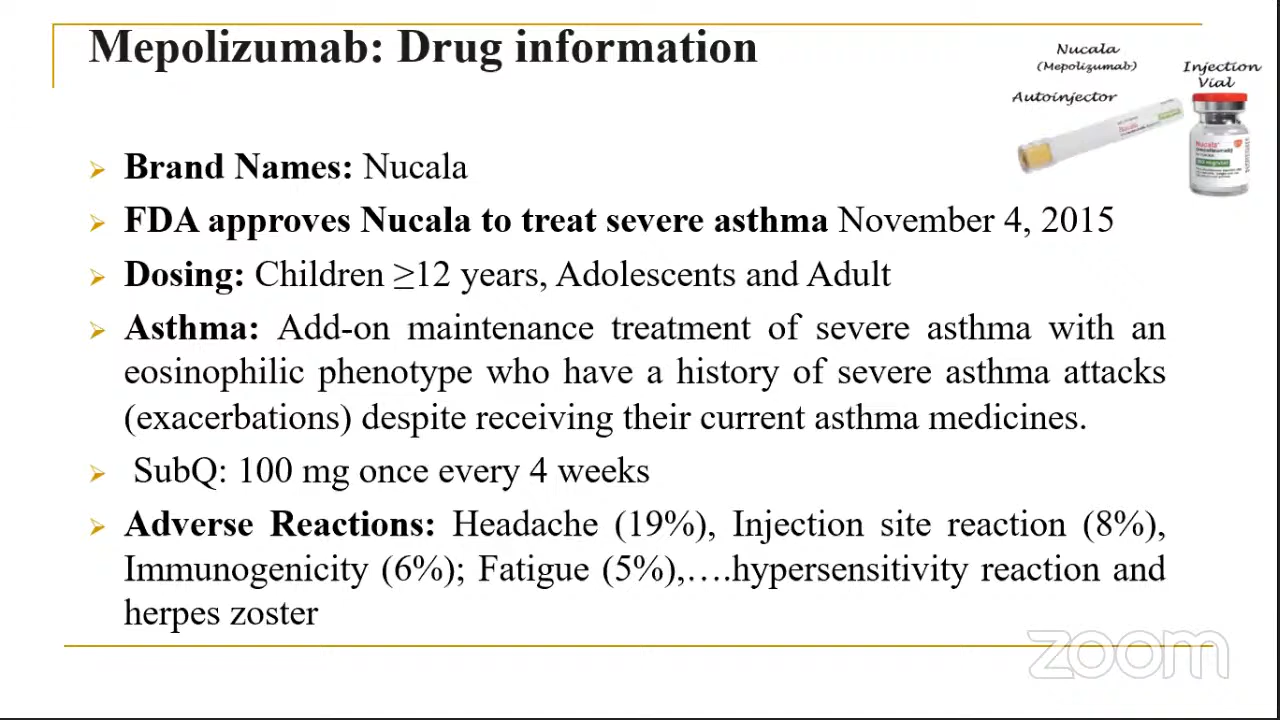 Mepolizumab: Drug information
Nucala
(Mepolizumab)
Autoinjector
Injection
Vial
Brand Names: Nucala
FDA approves Nucala to treat severe asthma November 4, 2015
Dosing: Children ≥12 years, Adolescents and Adult
Asthma: Add-on maintenance treatment of severe asthma with an
eosinophilic phenotype who have a history of severe asthma attacks
(exacerbations) despite receiving their current asthma medicines.
SubQ: 100 mg once every 4 weeks
Adverse Reactions: Headache (19%), Injection site reaction (8%),
Immunogenicity (6%); Fatigue (5%),….hypersensitivity reaction and
herpes zoster
zoom